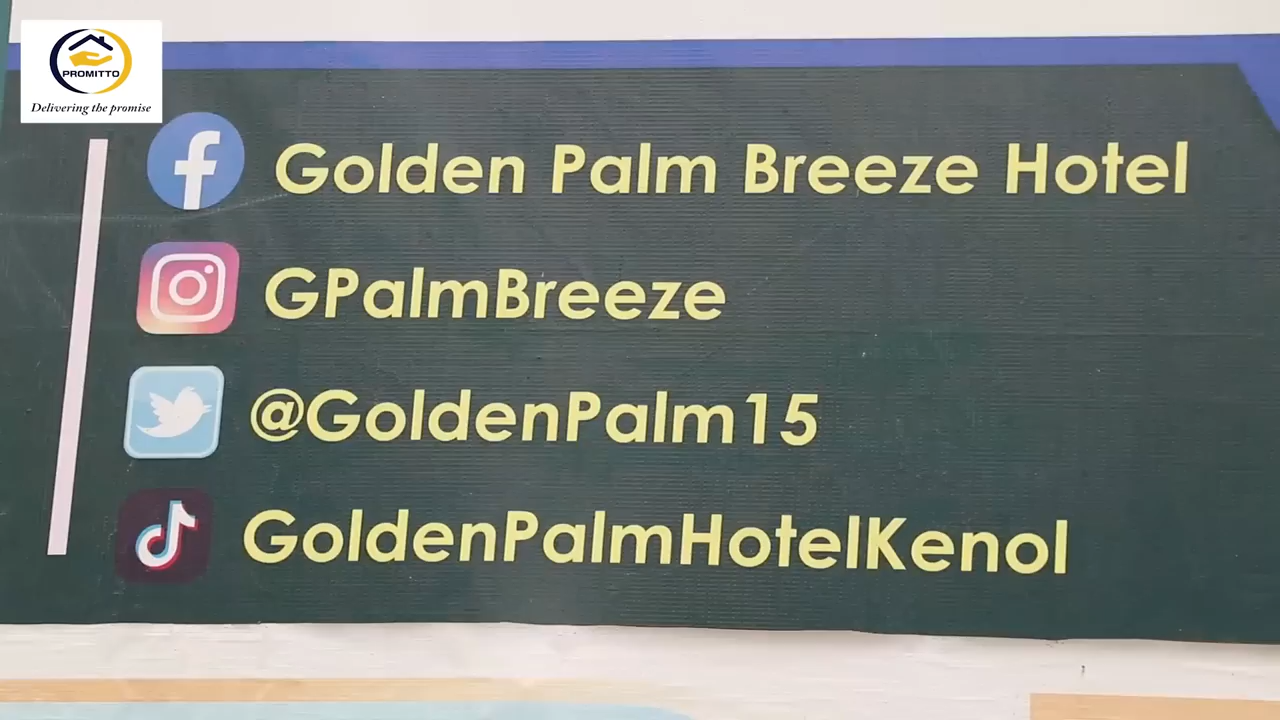 PROMITTO
Delivering the promise
Golden Palm Breeze Hotel
GPalmBreeze
@GoldenPalm15
GoldenPalmHotelKenol